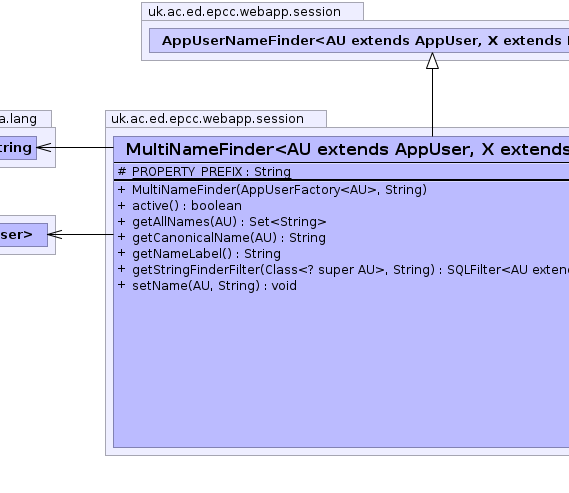 uk.ac.ed.epcc.webapp.session
AppUserNameFinder<AU extends AppUser, X extends
a.lang
uk.ac.ed.epcc.webapp.session
tring
MultiNameFinder<AU extends AppUser, X extends
# PROPERTY_PREFIX : String
+ MultiNameFinder(AppUserFactory<AU>, String)
+ active() : boolean
+ getAllNames(AU) : Set<String>
ser>
+ getCanonicalName(AU) : String
+ getNameLabel() : String
+ getStringFinderFilter(Class<? super AU>, String) : SQLFilter<AU exten
+ setName(AU, String) : void